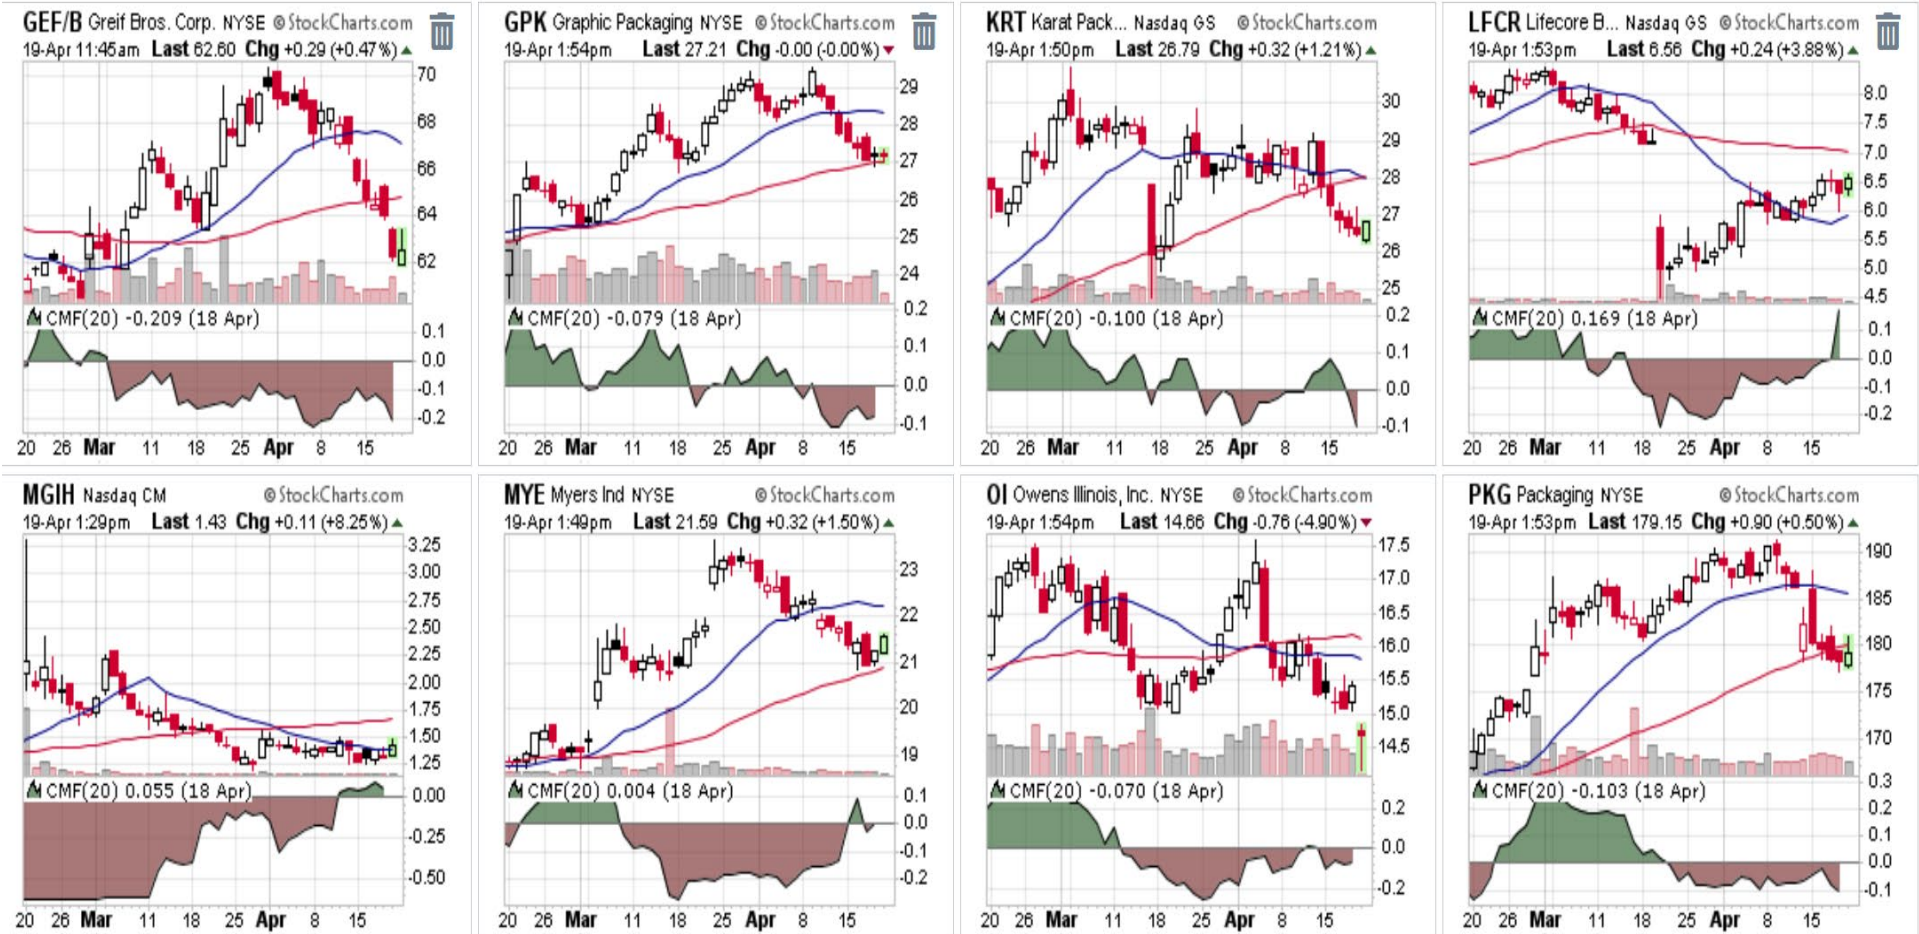 GEF/B Greif Bros. Corp. NYSE © StockCharts.com
19-Apr 11:45am Last 62.60 Chg +0.29 (+0.47%)
70
68
66
64
62
CMF(20) -0.209 (18 Apr)
0.1
0.0
-0.1
-0.2
20 26 Mar 11 18 25 Apr 8 15
GPK Graphic Packaging NYSE © StockCharts.com
19-Apr 1:54pm Last 27.21 Chg -0.00 (-0.00%)
29
28
27
26
25
24
CMF(20) -0.079 (18 Apr)
0.2
0.1
0.0
-0.1
20 26 Mar 11 18 25 Apr 8 15
KRT Karat Pack... Nasdaq GS © StockCharts.com
19-Apr 1:50pm Last 26.79 Chg +0.32 (+1.21%)
30
29
28
27
26
25
CMF(20) -0.100 (18 Apr)
0.2
0.1
0.0
-0.1
20 26 Mar 11 18 25 Apr 8 15
LFCR Lifecore B... Nasdaq GS © StockCharts.com
19-Apr 1:53pm Last 6.56 Chg +0.24 (+3.88%)
8.0
7.5
7.0
6.5
6.0
5.5
5.0
4.5
CMF(20) 0.169 (18 Apr)
0.1
0.0
-0.1
-0.2
20 26 Mar 11 18 25 Apr 8 15
MGIH Nasdaq CM © StockCharts.com
19-Apr 1:29pm Last 1.43 Chg +0.11 (+8.25%)
3.25
3.00
2.75
2.50
2.25
2.00
1.75
1.50
1.25
CMF(20) 0.055 (18 Apr)
0.00
-0.25
-0.50
20 26 Mar 11 18 25 Apr 8 15
MYE Myers Ind NYSE © StockCharts.com
19-Apr 1:49pm Last 21.59 Chg +0.32 (+1.50%)
23
22
21
20
19
CMF(20) 0.004 (18 Apr)
0.1
0.0
-0.1
-0.2
20 26 Mar 11 18 25 Apr 8 15
OI Owens Illinois, Inc. NYSE © StockCharts.com
19-Apr 1:54pm Last 14.66 Chg -0.76 (-4.90%)
17.5
17.0
16.5
16.0
15.5
15.0
14.5
CMF(20) -0.070 (18 Apr)
0.2
0.0
-0.2
20 26 Mar 11 18 25 Apr 8 15
PKG Packaging NYSE © StockCharts.com
19-Apr 1:53pm Last 179.15 Chg +0.90 (+0.50%)
190
185
180
175
170
CMF(20) -0.103 (18 Apr)
0.3
0.2
0.1
0.0
-0.1
20 26 Mar 11 18 25 Apr 8 15